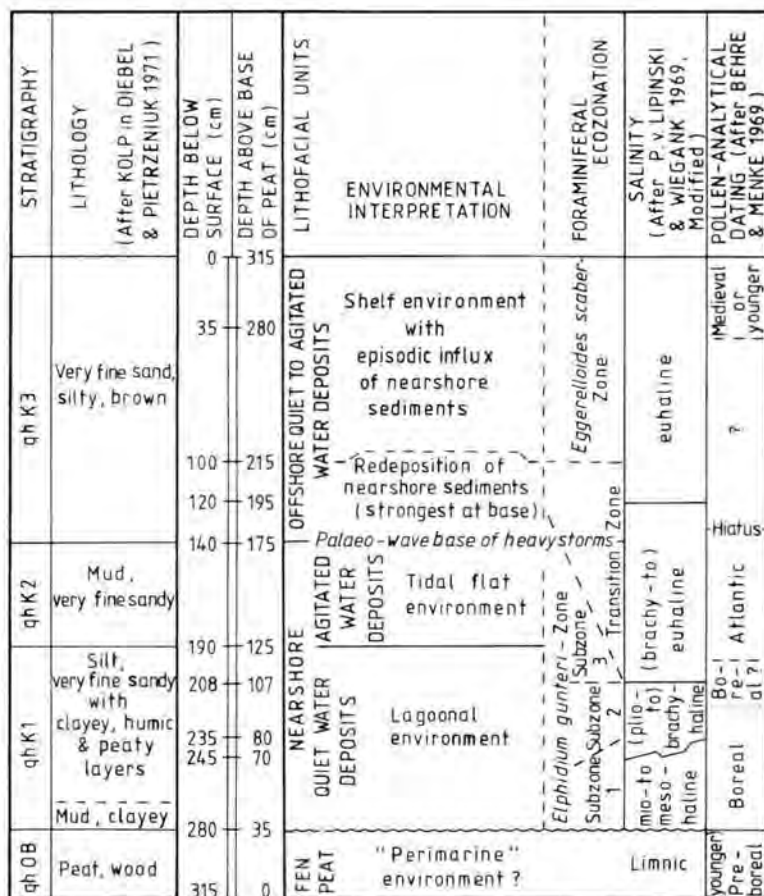 STRATIGRAPHY
LITHOLOGY
(After KOLP in DIEBEL
& PIETRZENIUK 1971)
DEPTH BELOW
SURFACE (cm)
DEPTH ABOVE BASE
OF PEAT (cm)
LITHOFACIAL UNITS
ENVIRONMENTAL
INTERPRETATION
FORAMINIFERAL
ECOZONATION
SALINITY
(After P. v. LIPINSKI
& WIEGANK 1969,
Modified)
POLLEN-ANALYTICAL
DATING (After BEHRE
& MENKE 1969)
qh K3
Very fine sand,
silty, brown
0
35
100
120
140
315
280
215
195
175
OFFSHORE QUIET TO AGITATED
WATER DEPOSITS
Shelf environment
with
episodic influx
of nearshore
sediments
Redeposition of
nearshore sediments
(strongest at base)
Palaeo-wave base of heavy storms
Eggerelloides scaber-
Zone
Transition Zone
euhaline
Medieval
( or )
younger
?
Hiatus
qh K2
Mud,
very fine sandy
190
125
NEARSHORE
AGITATED
WATER
DEPOSITS
Tidal flat
environment
Elphidium gunteri-Zone
Subzone
3
(brachy-to)
euhaline
Atlantic
qh K1
Silt,
very fine sandy
with
clayey, humic
& peaty
layers
Mud, clayey
208
235
245
280
107
80
70
35
QUIET WATER
DEPOSITS
Lagoonal
environment
Subzone
2
Subzone
1
(plio-
to)
brachy-
haline
mio-to
meso-
haline
Bo-
re-
al?
Boreal
qh OB
Peat, wood
315
0
FEN
PEAT
"Perimarine"
environment ?
Limnic
younger
Pre-
boreal